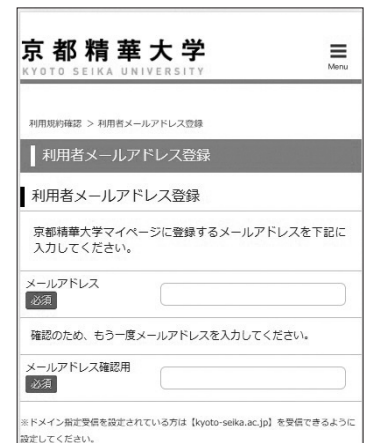 京都精華大学
KYOTO SEIKA UNIVERSITY
Menu
利用規約確認 > 利用者メールアドレス登録
利用者メールアドレス登録
利用者メールアドレス登録
京都精華大学マイページに登録するメールアドレスを下記に
入力してください。
メールアドレス
必須
確認のため、もう一度メールアドレスを入力してください。
メールアドレス確認用
必須
※ドメイン指定受信を設定されている方は【kyoto-seika.ac.jp】を受信できるように
設定してください。